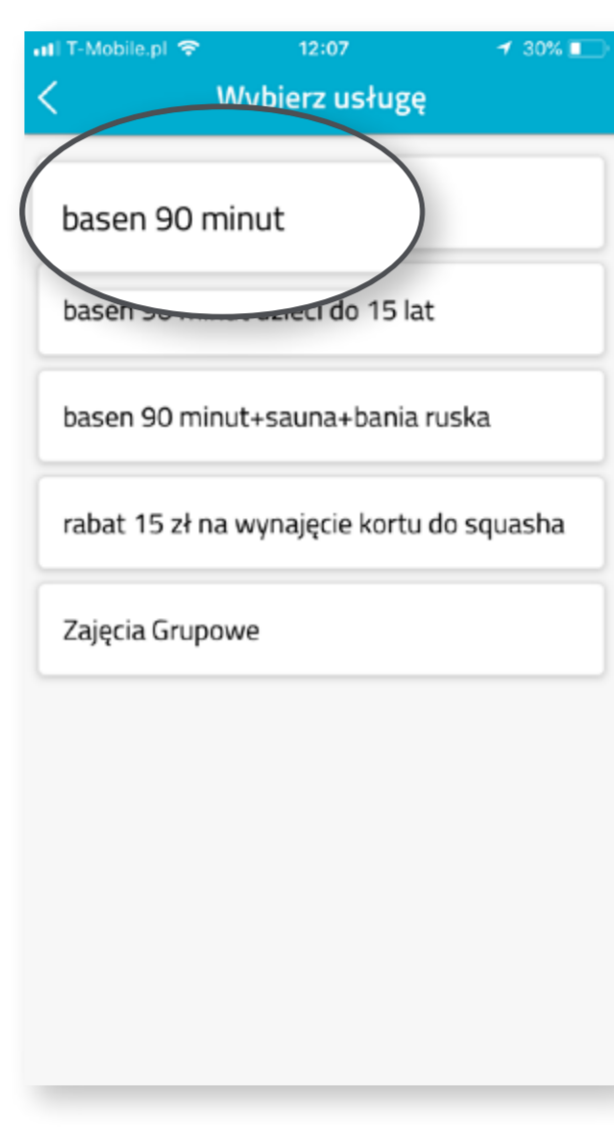 T-Mobile.pl 12:07 30%
Wybierz usługę
basen 90 minut
basen dzieci do 15 lat
basen 90 minut+sauna+bania ruska
rabat 15 zł na wynajęcie kortu do squasha
Zajęcia Grupowe